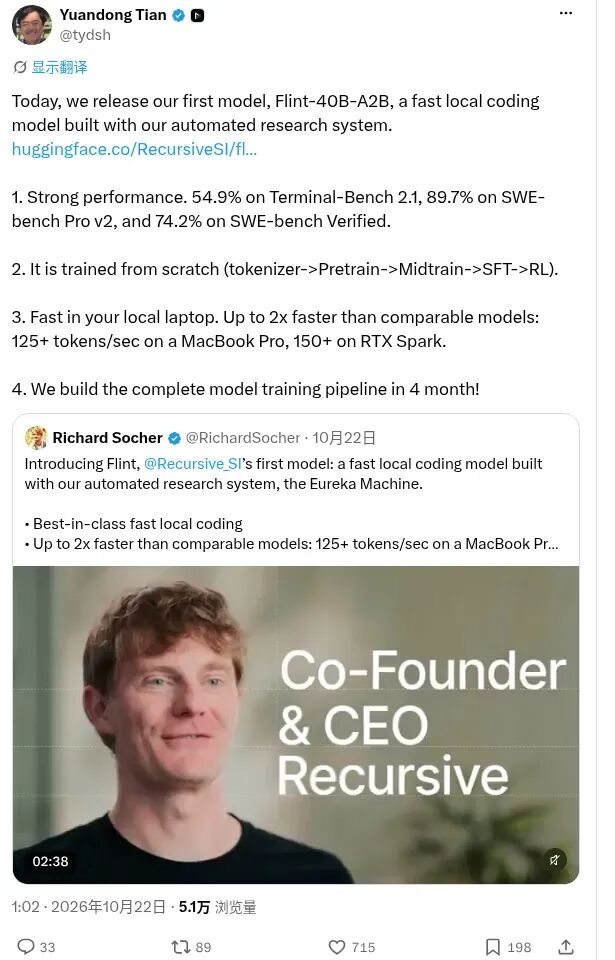 Yuandong Tian
@tydsh
显示翻译
Today, we release our first model, Flint-40B-A2B, a fast local coding
model built with our automated research system.
huggingface.co/RecursiveSI/fl...
1. Strong performance. 54.9% on Terminal-Bench 2.1, 89.7% on SWE-
bench Pro v2, and 74.2% on SWE-bench Verified.
2. It is trained from scratch (tokenizer->Pretrain->Midtrain->SFT->RL).
3. Fast in your local laptop. Up to 2x faster than comparable models:
125+ tokens/sec on a MacBook Pro, 150+ on RTX Spark.
4. We build the complete model training pipeline in 4 month!
Richard Socher @RichardSocher · 10月22日
Introducing Flint, @Recursive_SI's first model: a fast local coding model built
with our automated research system, the Eureka Machine.
• Best-in-class fast local coding
• Up to 2x faster than comparable models: 125+ tokens/sec on a MacBook Pr...
Co-Founder
& CEO
Recursive
02:38
1:02 · 2026年10月22日 · 5.1万 浏览量
33 89 715 198